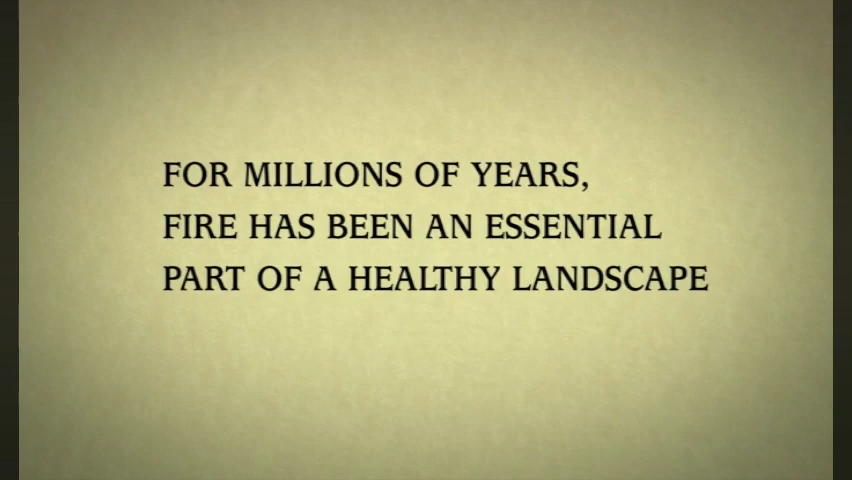 FOR MILLIONS OF YEARS,
FIRE HAS BEEN AN ESSENTIAL
PART OF A HEALTHY LANDSCAPE